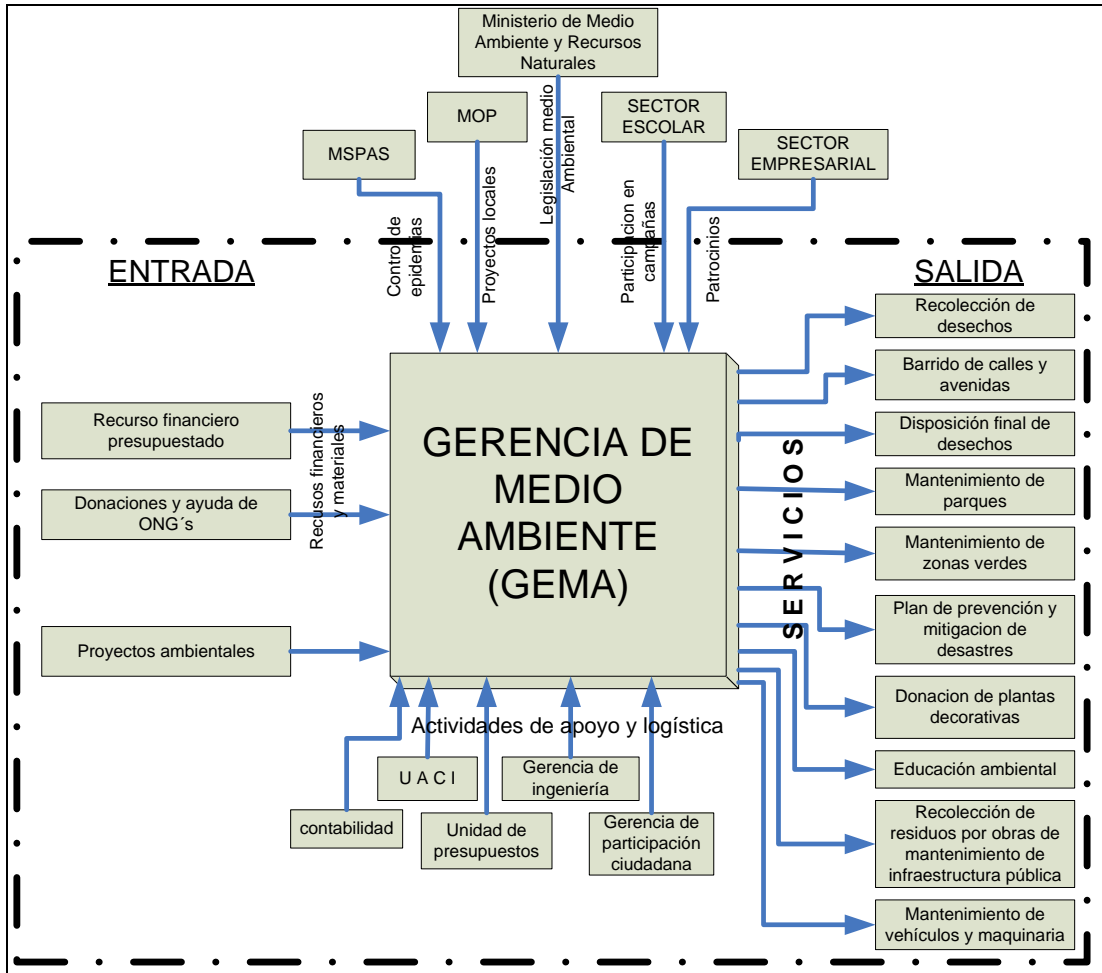 Ministerio de Medio
Ambiente y Recursos
Naturales
MOP
SECTOR
ESCOLAR
MSPAS
SECTOR
EMPRESARIAL
Control de
epidemias
Proyectos locales
Legislación medio
Ambiental
Participacion en
campañas
Patrocinios
ENTRADA
SALIDA
Recurso financiero
presupuestado
Donaciones y ayuda de
ONG´s
Proyectos ambientales
Recusos financieros
y materiales
GERENCIA DE
MEDIO
AMBIENTE
(GEMA)
SERVICIOS
Recolección de
desechos
Barrido de calles y
avenidas
Disposición final de
desechos
Mantenimiento de
parques
Mantenimiento de
zonas verdes
Plan de prevención y
mitigacion de
desastres
Donacion de plantas
decorativas
Educación ambiental
Recolección de
residuos por obras de
mantenimiento de
infraestructura pública
Mantenimiento de
vehículos y maquinaria
Actividades de apoyo y logística
U A C I
Gerencia de
ingeniería
contabilidad
Unidad de
presupuestos
Gerencia de
participación
ciudadana